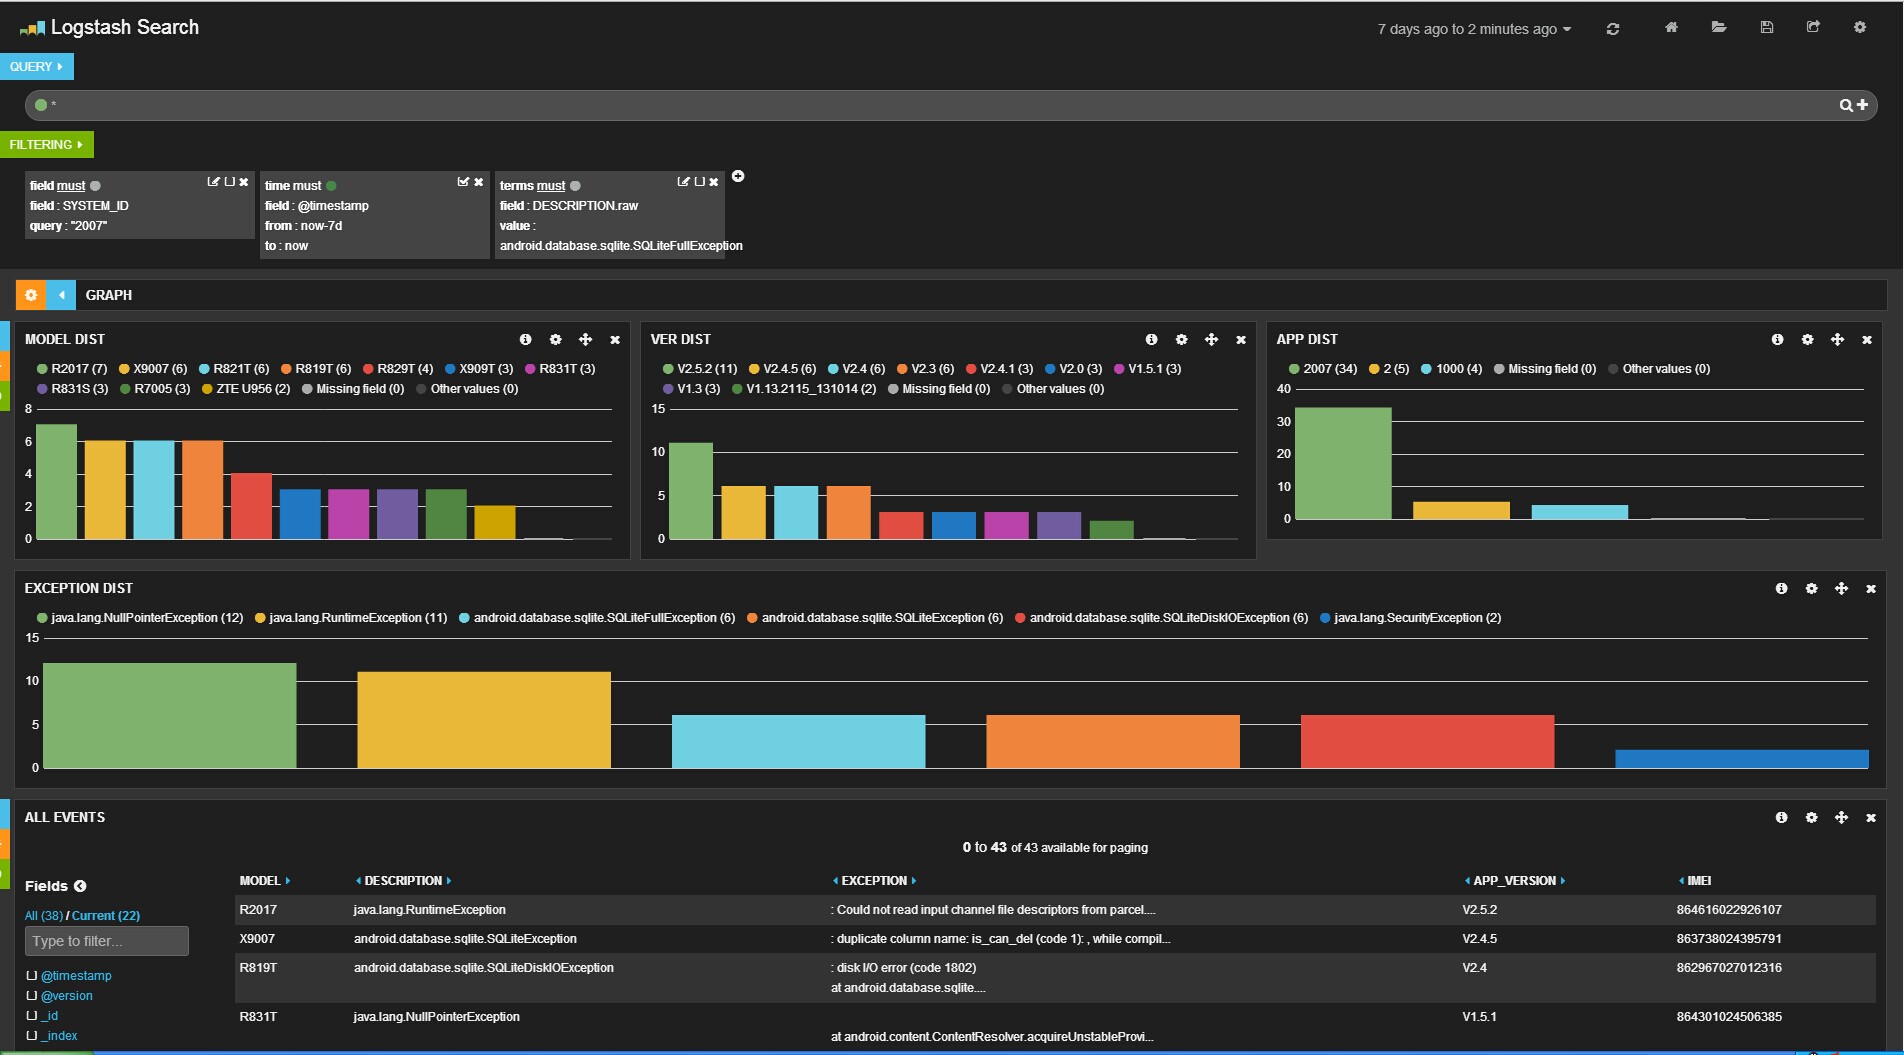 Logstash Search
7 days ago to 2 minutes ago
QUERY
*
FILTERING
field must
field : SYSTEM_ID
query : "2007"
time must
field : @timestamp
from : now-7d
to : now
terms must
field : DESCRIPTION.raw
value :
android.database.sqlite.SQLiteFullException
GRAPH
MODEL DIST
R2017 (7) X9007 (6) R821T (6) R819T (6) R829T (4) X909T (3) R831T (3)
R831S (3) R7005 (3) ZTE U956 (2) Missing field (0) Other values (0)
8
6
4
2
0
VER DIST
V2.5.2 (11) V2.4.5 (6) V2.4 (6) V2.3 (6) V2.4.1 (3) V2.0 (3) V1.5.1 (3)
V1.3 (3) V1.13.2115_131014 (2) Missing field (0) Other values (0)
15
10
5
0
APP DIST
2007 (34) 2 (5) 1000 (4) Missing field (0) Other values (0)
40
30
20
10
0
EXCEPTION DIST
java.lang.NullPointerException (12) java.lang.RuntimeException (11) android.database.sqlite.SQLiteFullException (6) android.database.sqlite.SQLiteException (6) android.database.sqlite.SQLiteDiskIOException (6) java.lang.SecurityException (2)
15
10
5
0
ALL EVENTS
0 to 43 of 43 available for paging
Fields
All (38) / Current (22)
Type to filter...
@timestamp
@version
_id
_index
MODEL DESCRIPTION EXCEPTION APP_VERSION IMEI
R2017 java.lang.RuntimeException : Could not read input channel file descriptors from parcel.... V2.5.2 864616022926107
X9007 android.database.sqlite.SQLiteException : duplicate column name: is_can_del (code 1): , while compil... V2.4.5 863738024395791
R819T android.database.sqlite.SQLiteDiskIOException : disk I/O error (code 1802) V2.4 862967027012316
at android.database.sqlite....
R831T java.lang.NullPointerException V1.5.1 864301024506385
at android.content.ContentResolver.acquireUnstableProvi...